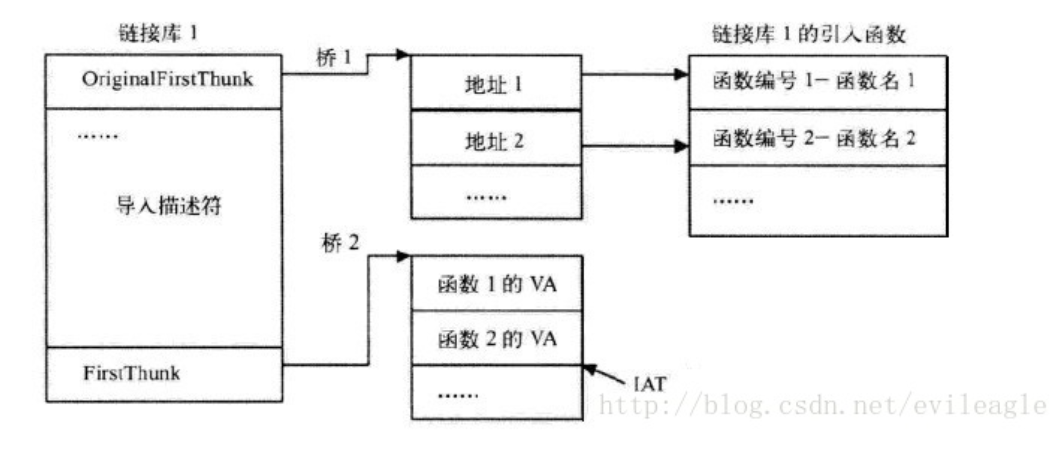 链接库 1
链接库 1 的引入函数
桥 1
OriginalFirstThunk
地址 1
函数编号 1－函数名 1
……
地址 2
函数编号 2－函数名 2
导入描述符
……
……
桥 2
函数 1 的 VA
函数 2 的 VA
FirstThunk
IAT
……
http://blog.csdn.net/evileagle